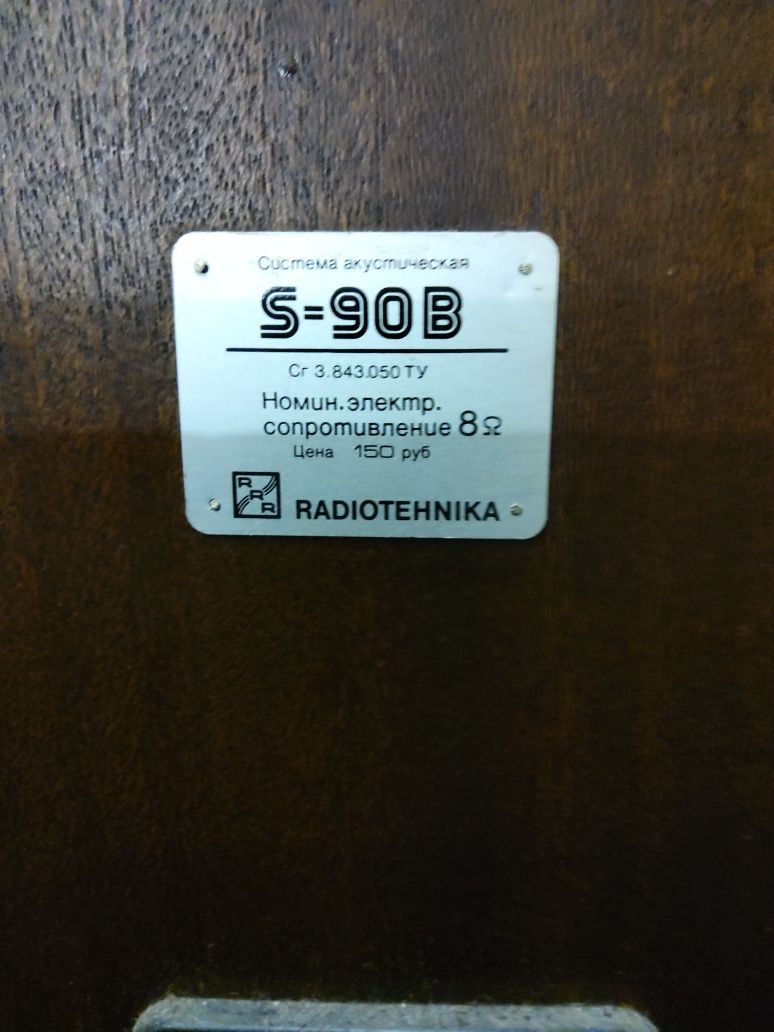 Система акустическая
S-90B
Сг 3.843.050 ТУ
Номин. электр.
сопротивление 8Ω
Цена 150 руб
RRR RADIOTEHNIKA